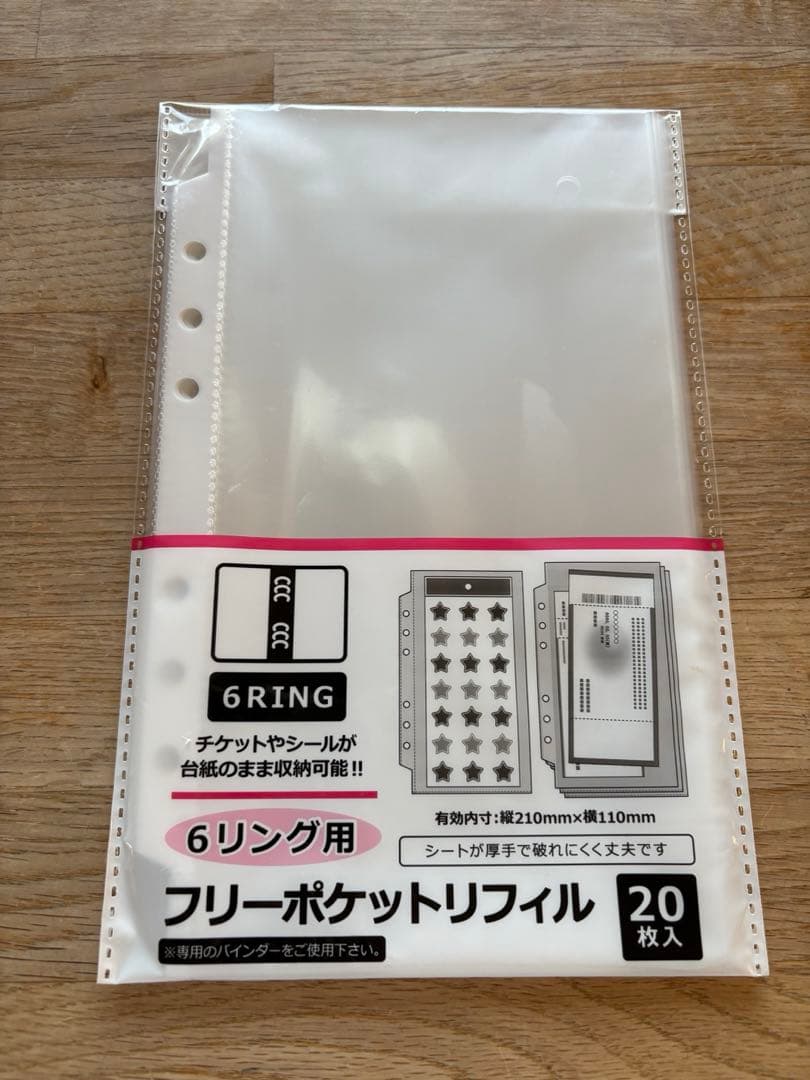 6RING
チケットやシールが
台紙のまま収納可能!!
有効内寸:縦210mm×横110mm
6リング用
シートが厚手で破れにくく丈夫です
フリーポケットリフィル
20
枚入
※専用のバインダーをご使用下さい。